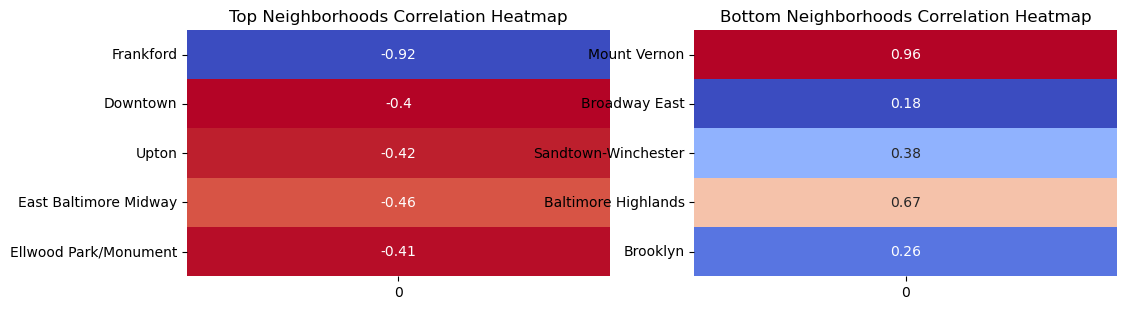 Top Neighborhoods Correlation Heatmap
Frankford -0.92
Downtown -0.4
Upton -0.42
East Baltimore Midway -0.46
Ellwood Park/Monument -0.41
0
Bottom Neighborhoods Correlation Heatmap
Mount Vernon 0.96
Broadway East 0.18
Sandtown-Winchester 0.38
Baltimore Highlands 0.67
Brooklyn 0.26
0